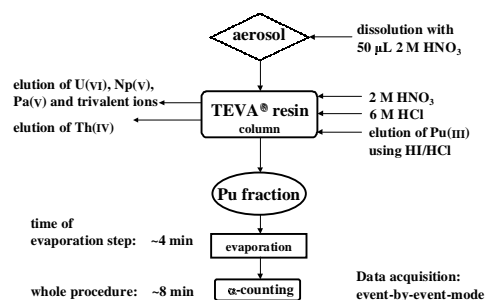 aerosol
dissolution with
50 µL 2 M HNO₃
elution of U(VI), Np(V),
Pa(V) and trivalent ions
elution of Th(IV)
TEVA® resin
column
2 M HNO₃
6 M HCl
elution of Pu(III)
using HI/HCl
Pu fraction
time of
evaporation step: ~4 min
evaporation
whole procedure: ~8 min
α-counting
Data acquisition:
event-by-event-mode